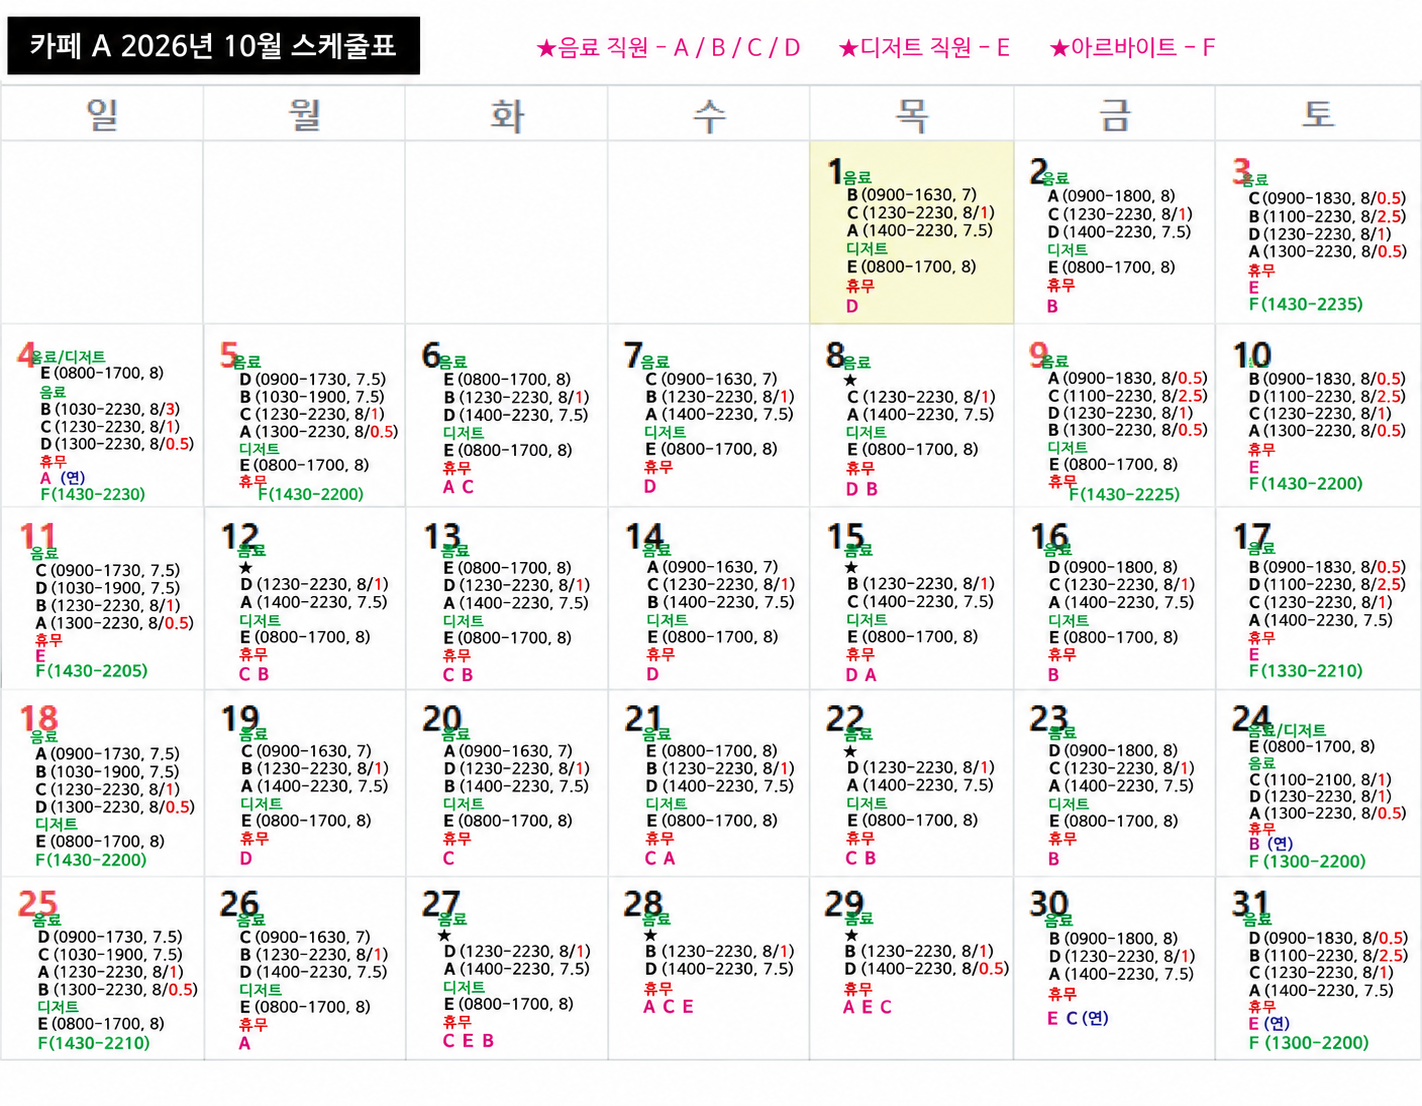 카페 A 2026년 10월 스케줄표
★음료 직원 - A / B / C / D ★디저트 직원 - E ★아르바이트 - F
일 월 화 수 목 금 토
1
음료
B (0900-1630, 7)
C (1230-2230, 8/1)
A (1400-2230, 7.5)
디저트
E (0800-1700, 8)
휴무
D
2
음료
A (0900-1800, 8)
C (1230-2230, 8/1)
D (1400-2230, 7.5)
디저트
E (0800-1700, 8)
휴무
B
3
음료
C (0900-1830, 8/0.5)
B (1100-2230, 8/2.5)
D (1230-2230, 8/1)
A (1300-2230, 8/0.5)
휴무
E
F (1430-2235)
4
음료/디저트
E (0800-1700, 8)
음료
B (1030-2230, 8/3)
C (1230-2230, 8/1)
D (1300-2230, 8/0.5)
휴무
A (연)
F(1430-2230)
5
음료
D (0900-1730, 7.5)
B (1030-1900, 7.5)
C (1230-2230, 8/1)
A (1300-2230, 8/0.5)
디저트
E (0800-1700, 8)
휴무
F(1430-2200)
6
음료
E (0800-1700, 8)
B (1230-2230, 8/1)
D (1400-2230, 7.5)
디저트
E (0800-1700, 8)
휴무
A C
7
음료
C (0900-1630, 7)
B (1230-2230, 8/1)
A (1400-2230, 7.5)
디저트
E (0800-1700, 8)
휴무
D
8
음료
★
C (1230-2230, 8/1)
A (1400-2230, 7.5)
디저트
E (0800-1700, 8)
휴무
D B
9
음료
A (0900-1830, 8/0.5)
C (1100-2230, 8/2.5)
D (1230-2230, 8/1)
B (1300-2230, 8/0.5)
디저트
E (0800-1700, 8)
휴무
F(1430-2225)
10
음료
B (0900-1830, 8/0.5)
D (1100-2230, 8/2.5)
C (1230-2230, 8/1)
A (1300-2230, 8/0.5)
휴무
E
F (1430-2200)
11
음료
C (0900-1730, 7.5)
D (1030-1900, 7.5)
B (1230-2230, 8/1)
A (1300-2230, 8/0.5)
휴무
E
F (1430-2205)
12
음료
★
D (1230-2230, 8/1)
A (1400-2230, 7.5)
디저트
E (0800-1700, 8)
휴무
C B
13
음료
E (0800-1700, 8)
D (1230-2230, 8/1)
A (1400-2230, 7.5)
디저트
E (0800-1700, 8)
휴무
C B
14
음료
A (0900-1630, 7)
C (1230-2230, 8/1)
B (1400-2230, 7.5)
디저트
E (0800-1700, 8)
휴무
D
15
음료
★
B (1230-2230, 8/1)
C (1400-2230, 7.5)
디저트
E (0800-1700, 8)
휴무
D A
16
음료
D (0900-1800, 8)
C (1230-2230, 8/1)
A (1400-2230, 7.5)
디저트
E (0800-1700, 8)
휴무
B
17
음료
B (0900-1830, 8/0.5)
D (1100-2230, 8/2.5)
C (1230-2230, 8/1)
A (1400-2230, 7.5)
휴무
E
F (1330-2210)
18
음료
A (0900-1730, 7.5)
B (1030-1900, 7.5)
C (1230-2230, 8/1)
D (1300-2230, 8/0.5)
디저트
E (0800-1700, 8)
F (1430-2200)
19
음료
C (0900-1630, 7)
B (1230-2230, 8/1)
A (1400-2230, 7.5)
디저트
E (0800-1700, 8)
휴무
D
20
음료
A (0900-1630, 7)
D (1230-2230, 8/1)
B (1400-2230, 7.5)
디저트
E (0800-1700, 8)
휴무
C
21
음료
E (0800-1700, 8)
B (1230-2230, 8/1)
D (1400-2230, 7.5)
디저트
E (0800-1700, 8)
휴무
C A
22
음료
★
D (1230-2230, 8/1)
A (1400-2230, 7.5)
디저트
E (0800-1700, 8)
휴무
C B
23
음료
D (0900-1800, 8)
C (1230-2230, 8/1)
A (1400-2230, 7.5)
디저트
E (0800-1700, 8)
휴무
B
24
음료/디저트
E (0800-1700, 8)
음료
C (1100-2100, 8/1)
D (1230-2230, 8/1)
A (1300-2230, 8/0.5)
휴무
B (연)
F (1300-2200)
25
음료
D (0900-1730, 7.5)
C (1030-1900, 7.5)
A (1230-2230, 8/1)
B (1300-2230, 8/0.5)
디저트
E (0800-1700, 8)
F(1430-2210)
26
음료
C (0900-1630, 7)
B (1230-2230, 8/1)
D (1400-2230, 7.5)
디저트
E (0800-1700, 8)
휴무
A
27
음료
★
D (1230-2230, 8/1)
A (1400-2230, 7.5)
디저트
E (0800-1700, 8)
휴무
C E B
28
음료
★
B (1230-2230, 8/1)
D (1400-2230, 7.5)
휴무
A C E
29
음료
★
B (1230-2230, 8/1)
D (1400-2230, 8/0.5)
휴무
A E C
30
음료
B (0900-1800, 8)
D (1230-2230, 8/1)
A (1400-2230, 7.5)
휴무
E C (연)
31
음료
D (0900-1830, 8/0.5)
B (1100-2230, 8/2.5)
C (1230-2230, 8/1)
A (1400-2230, 7.5)
휴무
E (연)
F (1300-2200)